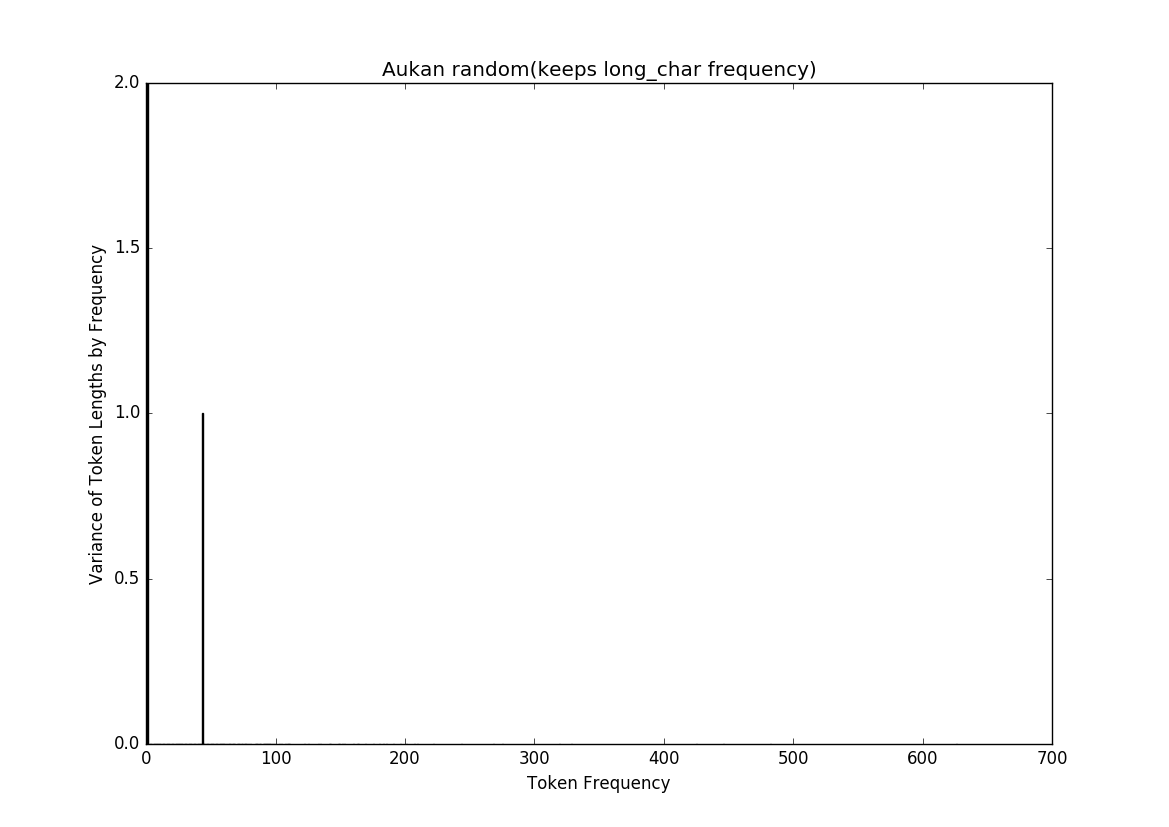 Aukan random(keeps long_char frequency)
2.0
1.5
1.0
0.5
0.0
Variance of Token Lengths by Frequency
0 100 200 300 400 500 600 700
Token Frequency